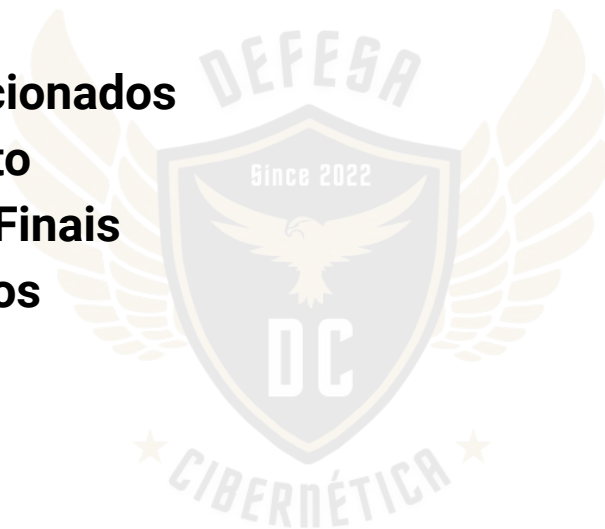 DEFESA
cionados
Since 2022
to
Finais
os
DC
CIBERNÉTICA